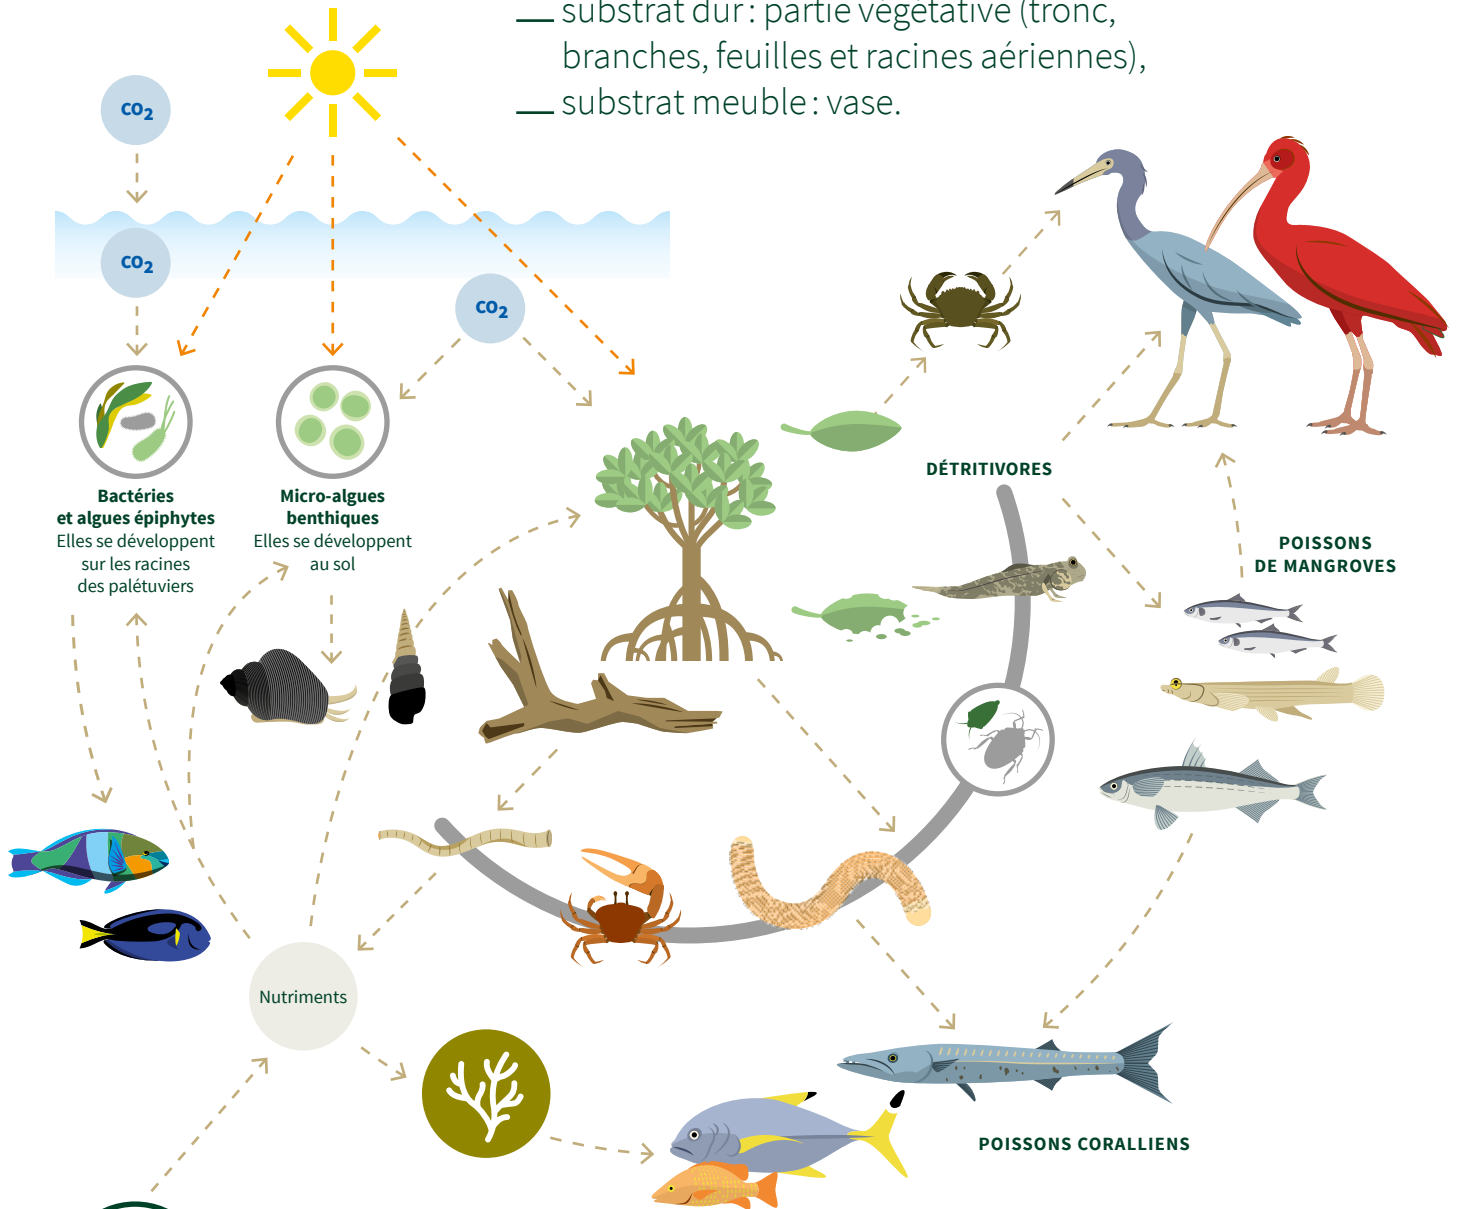 — substrat dur : partie végétative (tronc,
branches, feuilles et racines aériennes),
— substrat meuble : vase.
CO2
CO2
CO2
Bactéries
et algues épiphytes
Elles se développent
sur les racines
des palétuviers
Micro-algues
benthiques
Elles se développent
au sol
DÉTRITIVORES
POISSONS
DE MANGROVES
Nutriments
POISSONS CORALLIENS